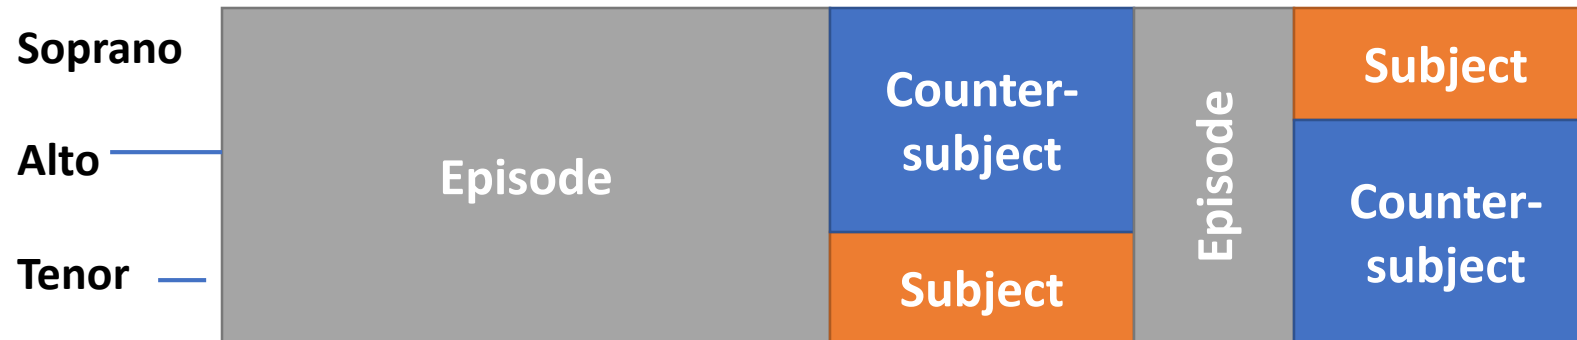 Soprano
Alto
Tenor
Episode
Counter-
subject
Subject
Episode
Subject
Counter-
subject